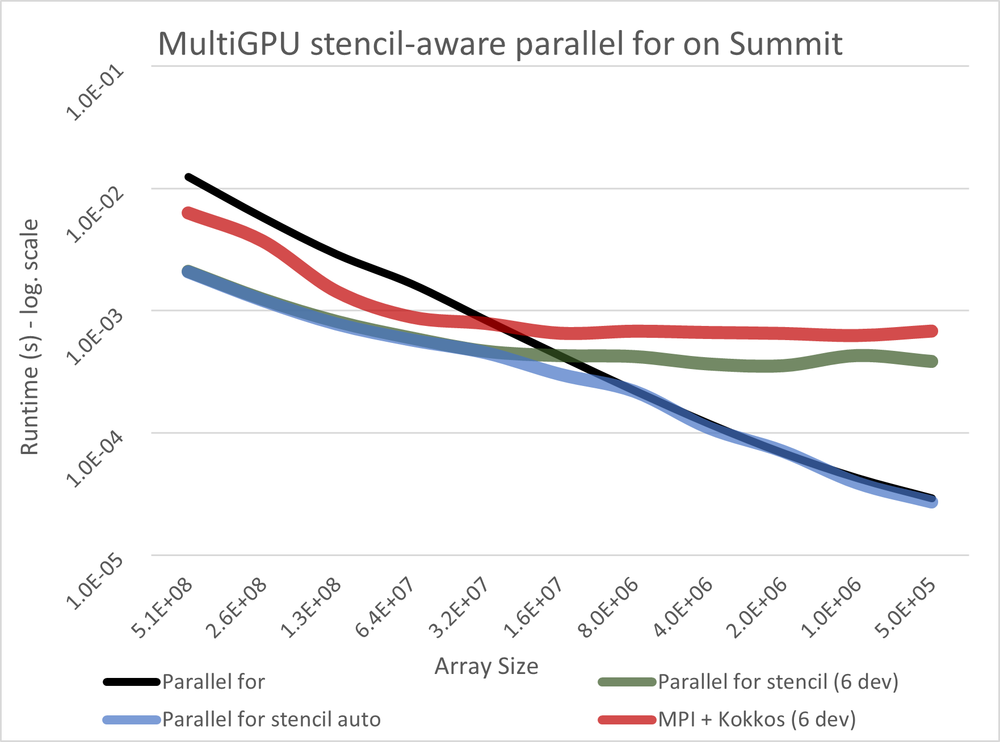 MultiGPU stencil-aware parallel for on Summit
Runtime (s) - log. scale
1.0E-01
1.0E-02
1.0E-03
1.0E-04
1.0E-05
5.1E+08
2.6E+08
1.3E+08
6.4E+07
3.2E+07
1.6E+07
8.0E+06
4.0E+06
2.0E+06
1.0E+06
5.0E+05
Array Size
Parallel for
Parallel for stencil (6 dev)
Parallel for stencil auto
MPI + Kokkos (6 dev)